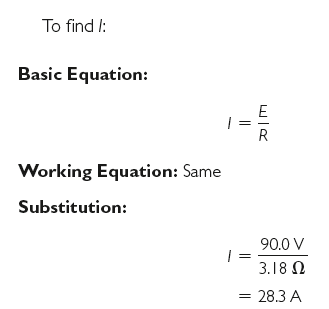 To find I:
Basic Equation:
I = E/R
Working Equation: Same
Substitution:
I = 90.0 V/3.18 Ω
= 28.3 A